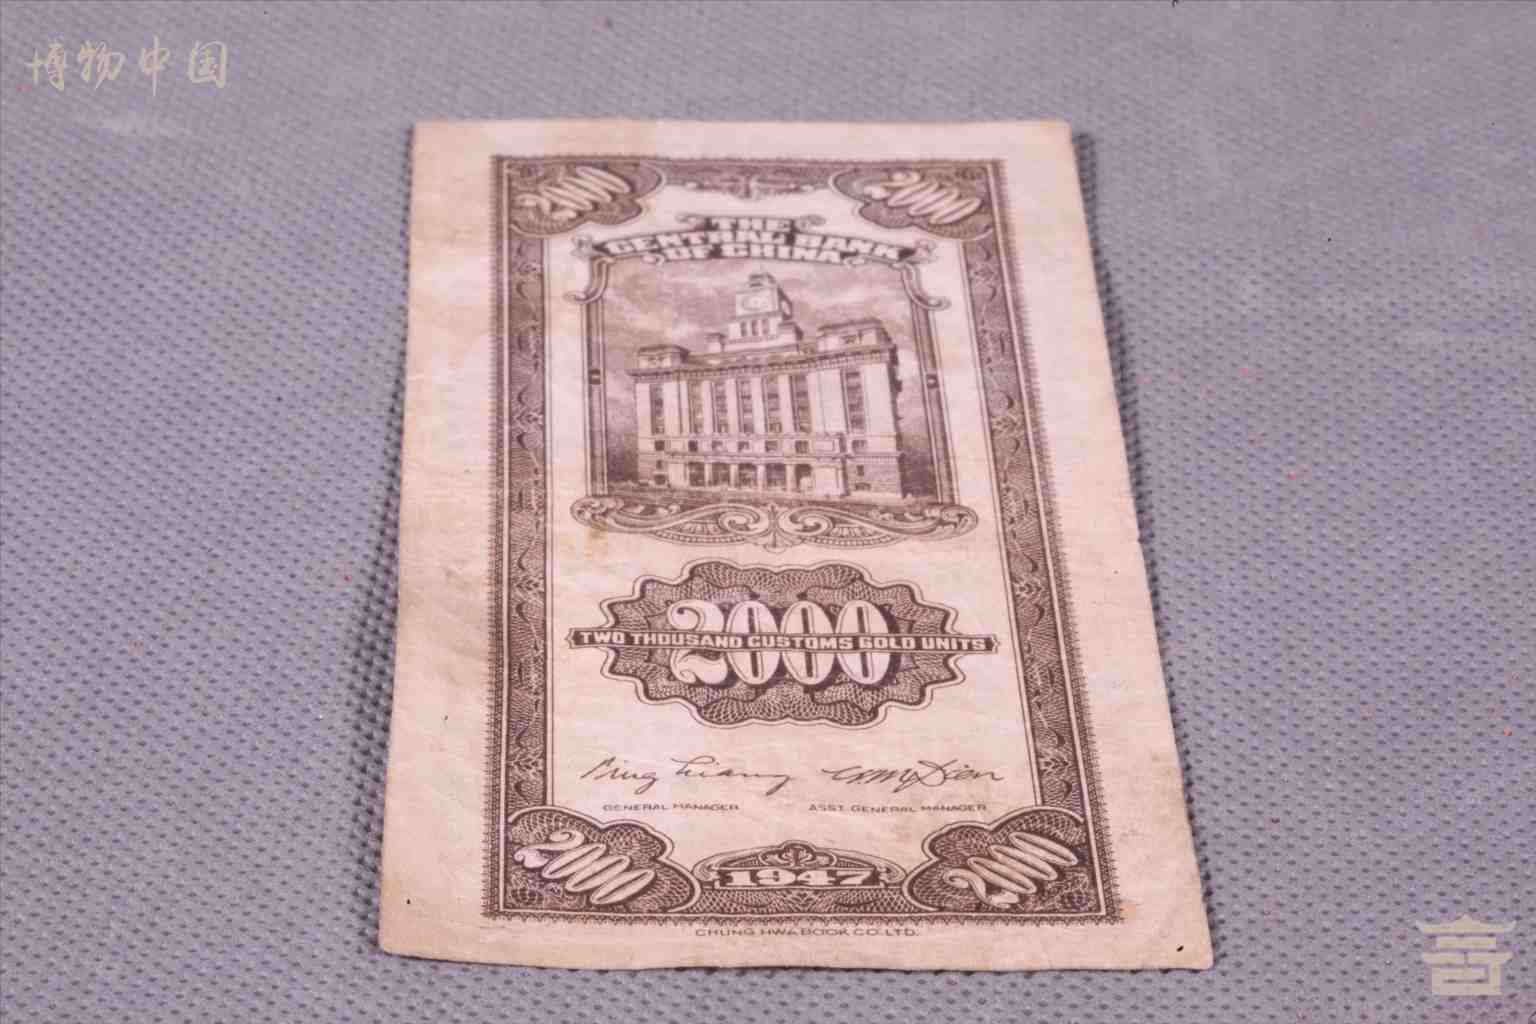 博物中国
2000 2000
THE
CENTRAL BANK
OF CHINA
2000
TWO THOUSAND CUSTOMS GOLD UNITS
GENERAL MANAGER ASST. GENERAL MANAGER
2000 2000
1947
CHUNG HWA BOOK CO. LTD.